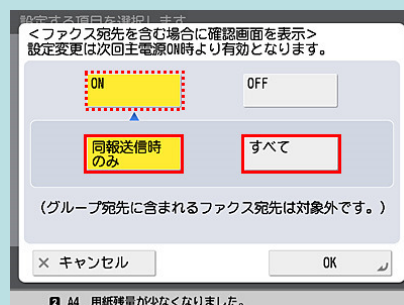 設定する項目を選択します
<ファクス宛先を含む場合に確認画面を表示>
設定変更は次回主電源ON時より有効となります。
ON
OFF
同報送信時
のみ
すべて
(グループ宛先に含まれるファクス宛先は対象外です。)
× キャンセル
OK
2 A4 用紙残量が少なくなりました。